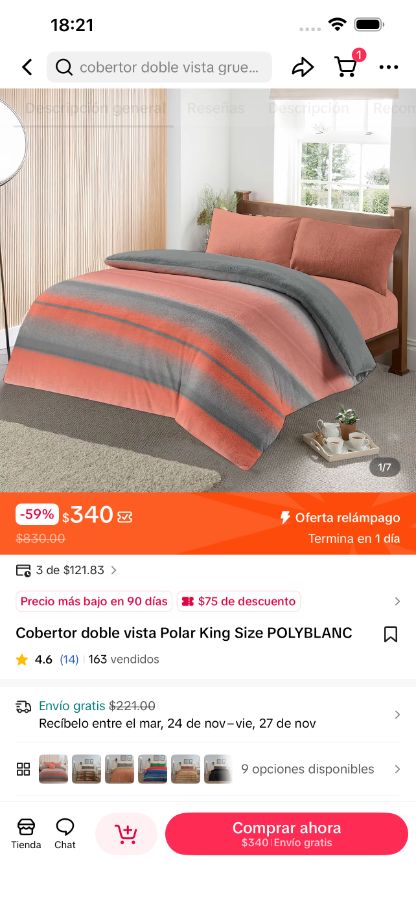 18:21
cobertor doble vista grue...
1
Descripción general Reseñas Descripción Recom
1/7
-59% $340
Oferta relámpago
$830.00
Termina en 1 día
3 de $121.83
Precio más bajo en 90 días $75 de descuento
Cobertor doble vista Polar King Size POLYBLANC
4.6 (14) 163 vendidos
Envío gratis $221.00
Recíbelo entre el mar, 24 de nov–vie, 27 de nov
9 opciones disponibles
Tienda
Chat
Comprar ahora
$340 | Envío gratis